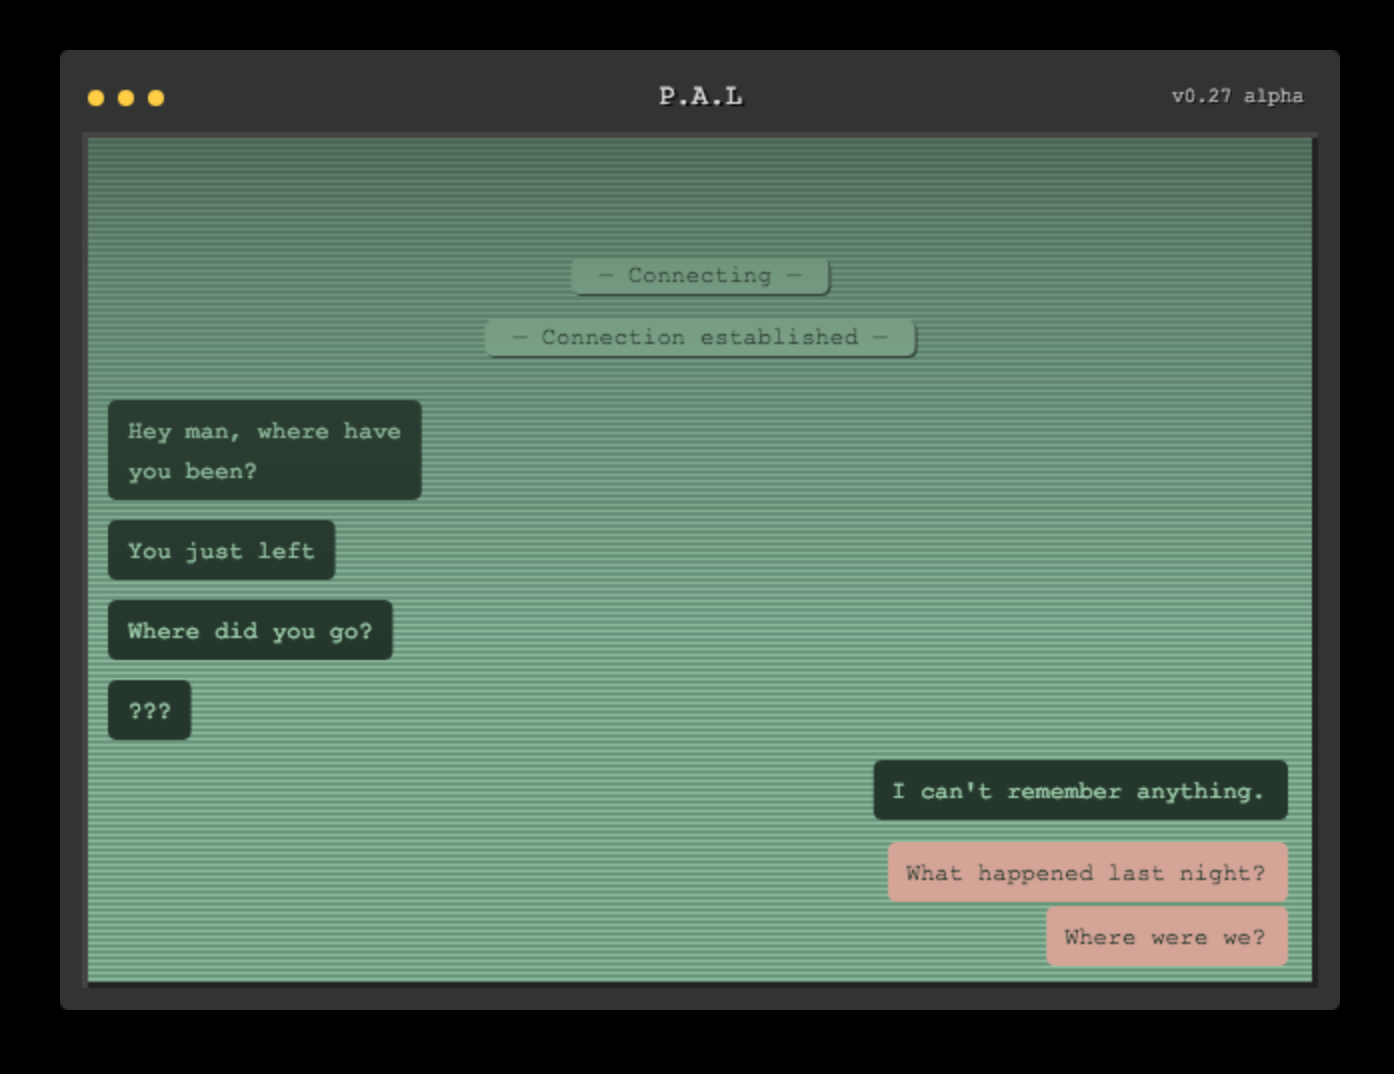 P.A.L
v0.27 alpha
— Connecting —
— Connection established —
Hey man, where have
you been?
You just left
Where did you go?
???
I can't remember anything.
What happened last night?
Where were we?